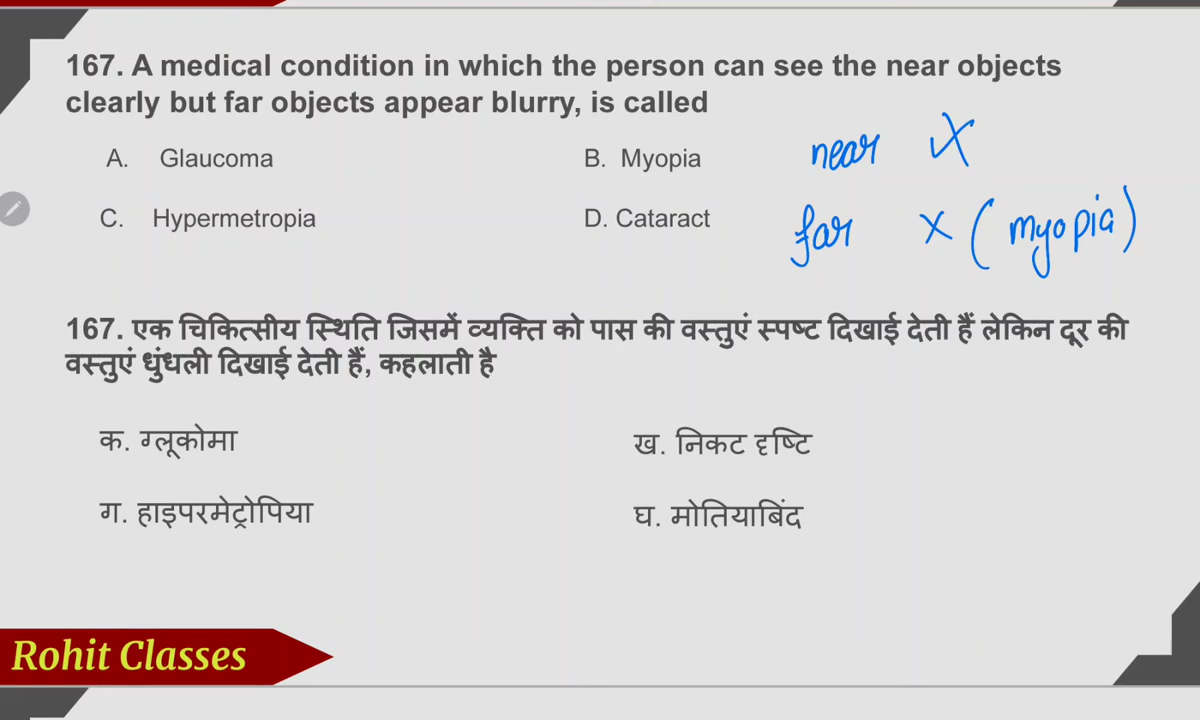 167. A medical condition in which the person can see the near objects
clearly but far objects appear blurry, is called
A. Glaucoma
B. Myopia
C. Hypermetropia
D. Cataract
near
far x (myopia)
167. एक चिकित्सीय स्थिति जिसमें व्यक्ति को पास की वस्तुएं स्पष्ट दिखाई देती हैं लेकिन दूर की
वस्तुएं धुंधली दिखाई देती हैं, कहलाती है
क. ग्लूकोमा
ख. निकट दृष्टि
ग. हाइपरमेट्रोपिया
घ. मोतियाबिंद
Rohit Classes